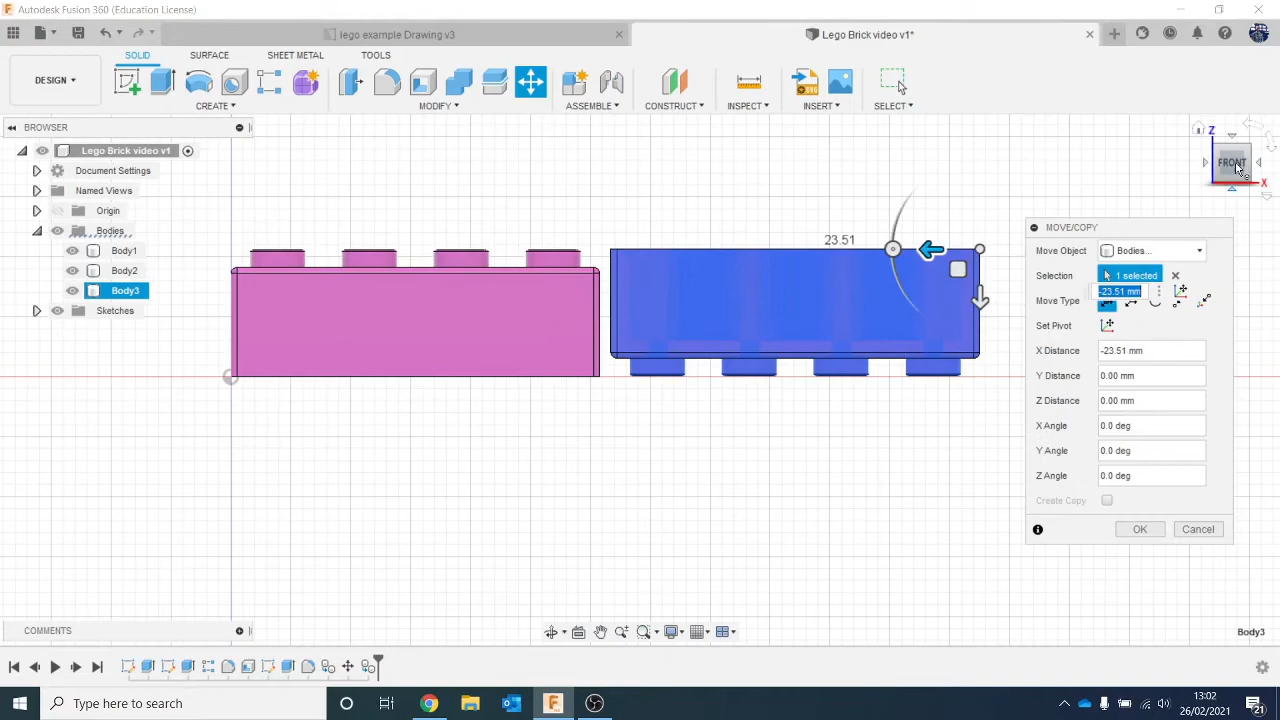 Autodesk Fusion 360 (Education License)
lego example Drawing v3
Lego Brick video v1*
SOLID SURFACE SHEET METAL TOOLS
DESIGN
CREATE MODIFY ASSEMBLE CONSTRUCT INSPECT INSERT SELECT
BROWSER
Lego Brick video v1
Document Settings
Named Views
Origin
Bodies
Body1
Body2
Body3
Sketches
23.51
Z
FRONT
X
MOVE/COPY
Move Object Bodies...
Selection 1 selected
-23.51 mm
Move Type
Set Pivot
X Distance -23.51 mm
Y Distance 0.00 mm
Z Distance 0.00 mm
X Angle 0.0 deg
Y Angle 0.0 deg
Z Angle 0.0 deg
Create Copy
OK Cancel
COMMENTS
Body3
Type here to search
13:02
26/02/2021
21